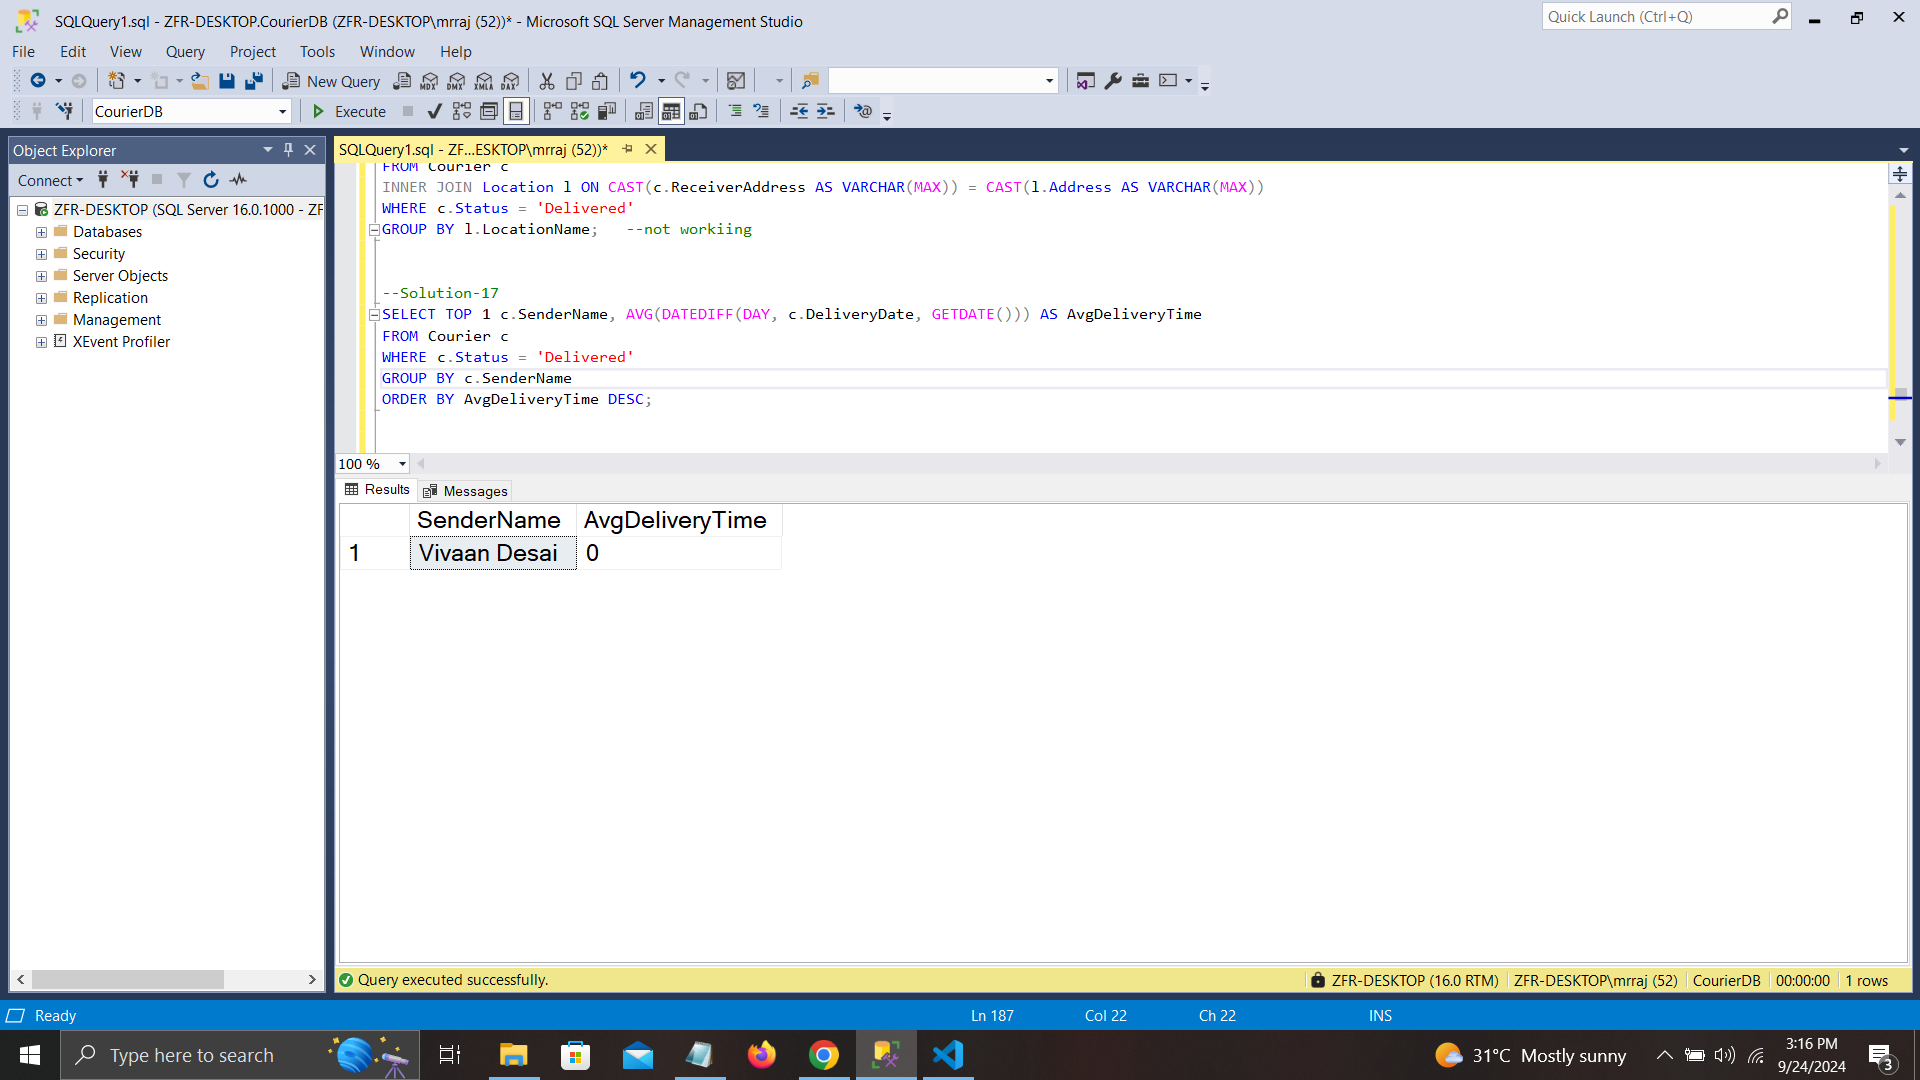 SQLQuery1.sql - ZFR-DESKTOP.CourierDB (ZFR-DESKTOP\mrraj (52))* - Microsoft SQL Server Management Studio
Quick Launch (Ctrl+Q)
File Edit View Query Project Tools Window Help
New Query MDX DMX XMLA DAX
CourierDB Execute
Object Explorer
SQLQuery1.sql - ZF...ESKTOP\mrraj (52))*
Connect
ZFR-DESKTOP (SQL Server 16.0.1000 - ZF
Databases
Security
Server Objects
Replication
Management
XEvent Profiler
FROM Courier c
INNER JOIN Location l ON CAST(c.ReceiverAddress AS VARCHAR(MAX)) = CAST(l.Address AS VARCHAR(MAX))
WHERE c.Status = 'Delivered'
GROUP BY l.LocationName; --not workiing
--Solution-17
SELECT TOP 1 c.SenderName, AVG(DATEDIFF(DAY, c.DeliveryDate, GETDATE())) AS AvgDeliveryTime
FROM Courier c
WHERE c.Status = 'Delivered'
GROUP BY c.SenderName
ORDER BY AvgDeliveryTime DESC;
100 %
Results Messages
SenderName AvgDeliveryTime
1 Vivaan Desai 0
Query executed successfully. ZFR-DESKTOP (16.0 RTM) ZFR-DESKTOP\mrraj (52) CourierDB 00:00:00 1 rows
Ready Ln 187 Col 22 Ch 22 INS
Type here to search
31°C Mostly sunny
3:16 PM
9/24/2024
3